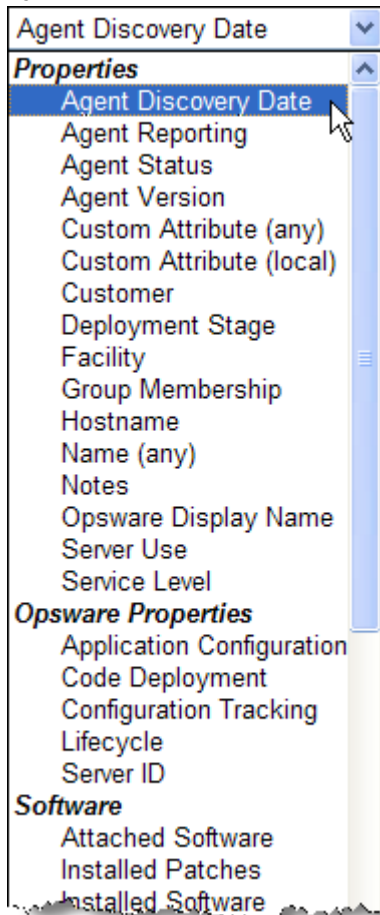 Agent Discovery Date
Properties
Agent Discovery Date
Agent Reporting
Agent Status
Agent Version
Custom Attribute (any)
Custom Attribute (local)
Customer
Deployment Stage
Facility
Group Membership
Hostname
Name (any)
Notes
Opsware Display Name
Server Use
Service Level
Opsware Properties
Application Configuration
Code Deployment
Configuration Tracking
Lifecycle
Server ID
Software
Attached Software
Installed Patches
Installed Software